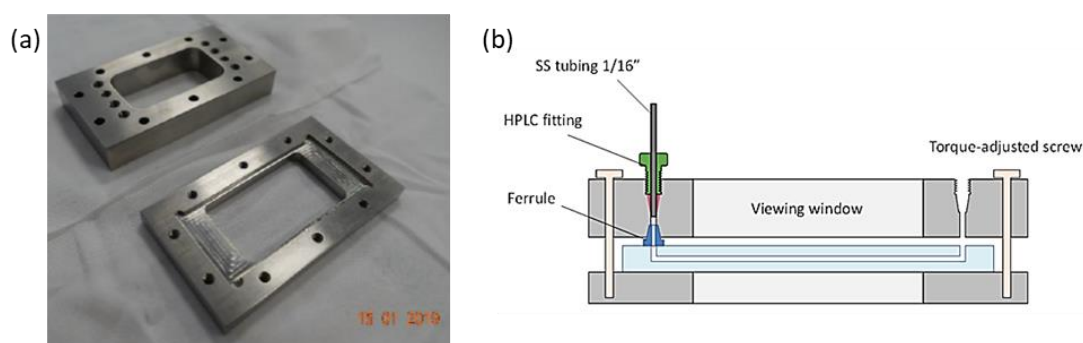 (a)
15 01 2019
(b)
SS tubing 1/16”
HPLC fitting
Torque-adjusted screw
Ferrule
Viewing window